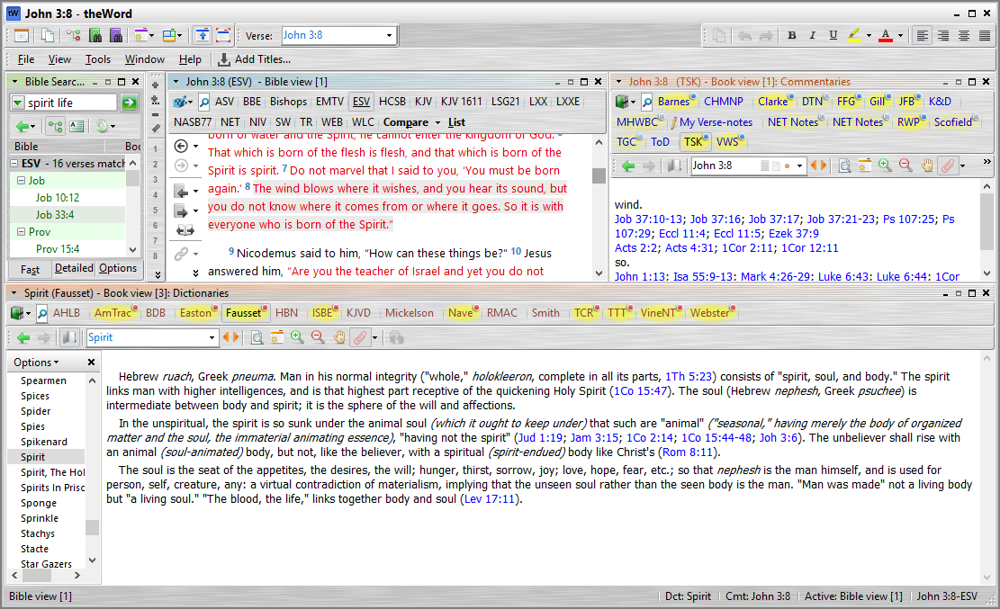 John 3:8 - theWord
Verse: John 3:8
B I U A
File View Tools Window Help Add Titles...
Bible Searc...
spirit life
Bible Boo
ESV - 16 verses match
Job
Job 10:12
Job 33:4
Prov
Prov 15:4
Fast Detailed Options
1
2
3
4
5
6
7
8
John 3:8 (ESV) - Bible view [1]
ASV BBE Bishops EMTV ESV HCSB KJV KJV 1611 LSG21 LXX LXXE
NASB77 NET NIV SW TR WEB WLC Compare List
born of water and the Spirit, he cannot enter the kingdom of God. 6
That which is born of the flesh is flesh, and that which is born of the
Spirit is spirit. 7 Do not marvel that I said to you, ‘You must be born
again.’ 8 The wind blows where it wishes, and you hear its sound, but
you do not know where it comes from or where it goes. So it is with
everyone who is born of the Spirit.”
9 Nicodemus said to him, “How can these things be?” 10 Jesus
answered him, “Are you the teacher of Israel and yet you do not
John 3:8 (TSK) - Book view [1]: Commentaries
Barnes CHMNP Clarke DTN FFG Gill JFB K&D
MHWBC My Verse-notes NET Notes NET Notes RWP Scofield
TGC ToD TSK VWS
John 3:8
wind.
Job 37:10-13; Job 37:16; Job 37:17; Job 37:21-23; Ps 107:25; Ps
107:29; Eccl 11:4; Eccl 11:5; Ezek 37:9
Acts 2:2; Acts 4:31; 1Cor 2:11; 1Cor 12:11
so.
John 1:13; Isa 55:9-13; Mark 4:26-29; Luke 6:43; Luke 6:44; 1Cor
Spirit (Fausset) - Book view [3]: Dictionaries
AHLB AmTrac BDB Easton Fausset HBN ISBE KJVD Mickelson Nave RMAC Smith TCR TTT VineNT Webster
Spirit
Options
Spearmen
Spices
Spider
Spies
Spikenard
Spirit
Spirit, The Hol
Spirits In Prisc
Sponge
Sprinkle
Stachys
Stacte
Star Gazers
Hebrew ruach, Greek pneuma. Man in his normal integrity ("whole," holokleeron, complete in all its parts, 1Th 5:23) consists of "spirit, soul, and body." The spirit
links man with higher intelligences, and is that highest part receptive of the quickening Holy Spirit (1Co 15:47). The soul (Hebrew nephesh, Greek psuchee) is
intermediate between body and spirit; it is the sphere of the will and affections.
In the unspiritual, the spirit is so sunk under the animal soul (which it ought to keep under) that such are "animal" ("seasonal," having merely the body of organized
matter and the soul, the immaterial animating essence), "having not the spirit" (Jud 1:19; Jam 3:15; 1Co 2:14; 1Co 15:44-48; Joh 3:6). The unbeliever shall rise with
an animal (soul-animated) body, but not, like the believer, with a spiritual (spirit-endued) body like Christ's (Rom 8:11).
The soul is the seat of the appetites, the desires, the will; hunger, thirst, sorrow, joy; love, hope, fear, etc.; so that nephesh is the man himself, and is used for
person, self, creature, any: a virtual contradiction of materialism, implying that the unseen soul rather than the seen body is the man. "Man was made" not a living body
but "a living soul." "The blood, the life," links together body and soul (Lev 17:11).
Bible view [1] Dct: Spirit Cmt: John 3:8 Active: Bible view [1] John 3:8-ESV